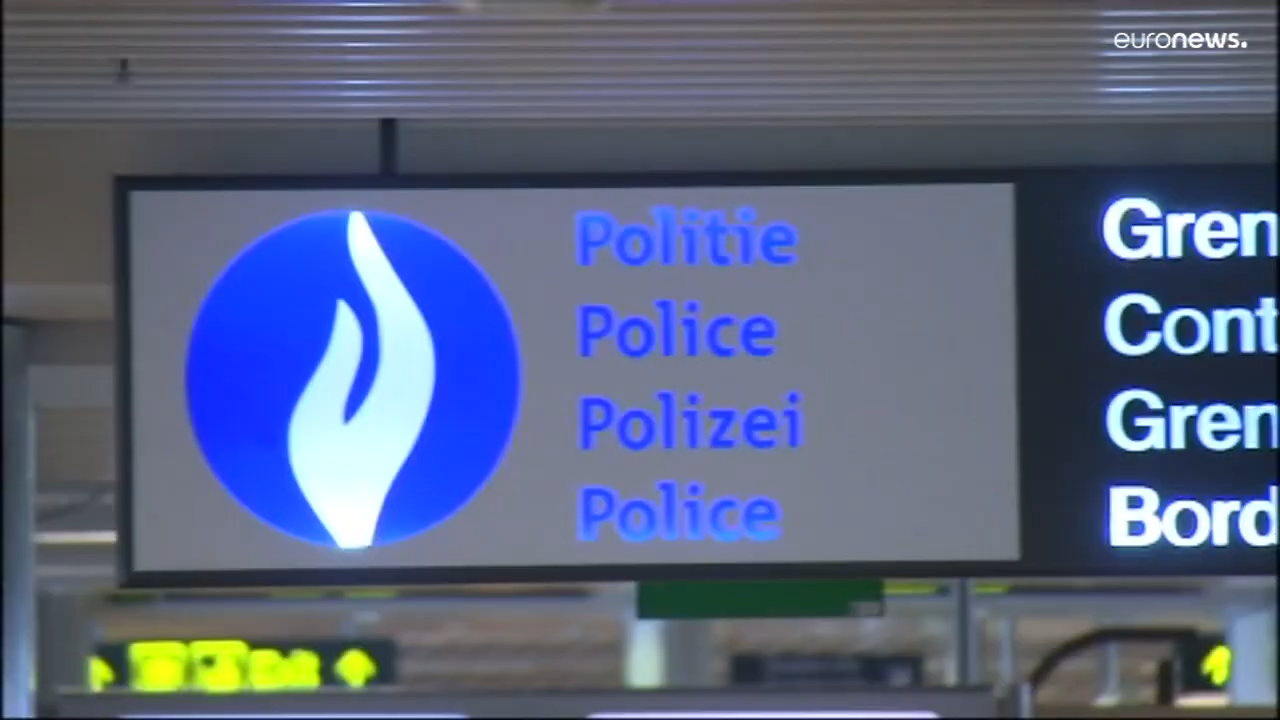 euronews.
Politie
Police
Polizei
Police
Gren
Cont
Gren
Bord